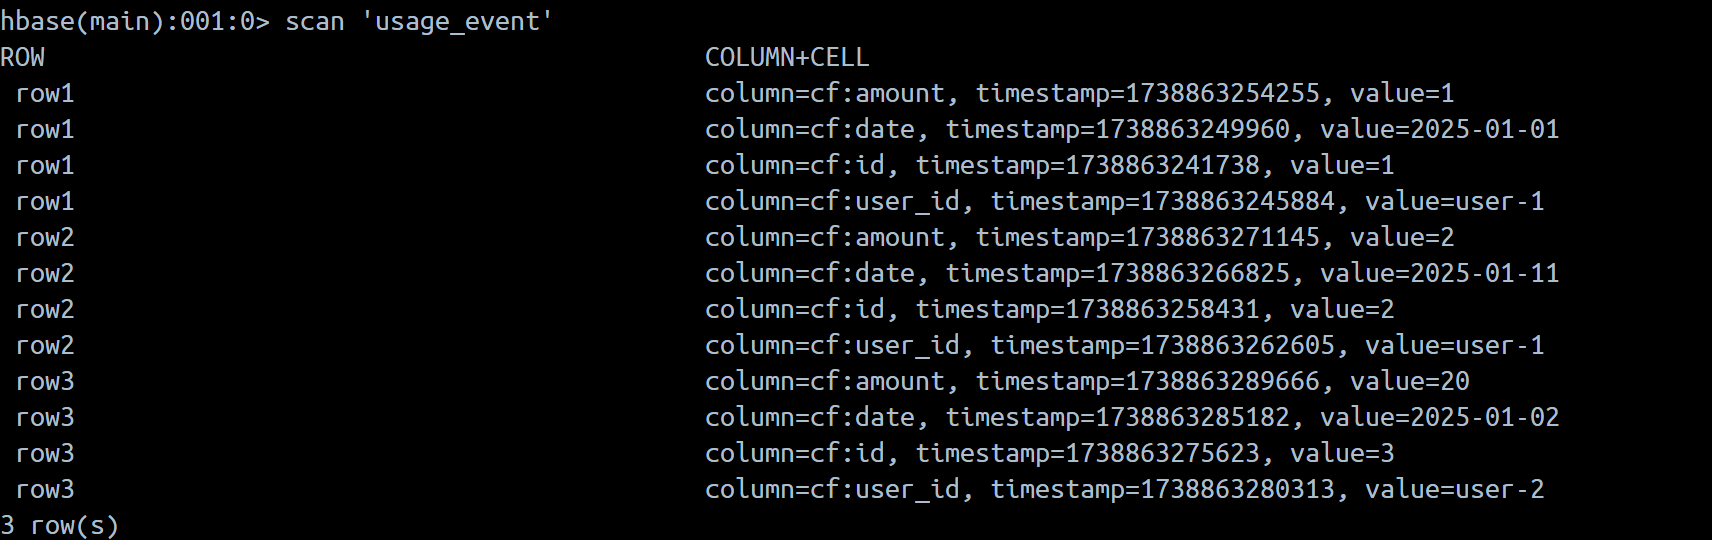 hbase(main):001:0> scan 'usage_event'
ROW COLUMN+CELL
row1 column=cf:amount, timestamp=1738863254255, value=1
row1 column=cf:date, timestamp=1738863249960, value=2025-01-01
row1 column=cf:id, timestamp=1738863241738, value=1
row1 column=cf:user_id, timestamp=1738863245884, value=user-1
row2 column=cf:amount, timestamp=1738863271145, value=2
row2 column=cf:date, timestamp=1738863266825, value=2025-01-11
row2 column=cf:id, timestamp=1738863258431, value=2
row2 column=cf:user_id, timestamp=1738863262605, value=user-1
row3 column=cf:amount, timestamp=1738863289666, value=20
row3 column=cf:date, timestamp=1738863285182, value=2025-01-02
row3 column=cf:id, timestamp=1738863275623, value=3
row3 column=cf:user_id, timestamp=1738863280313, value=user-2
3 row(s)